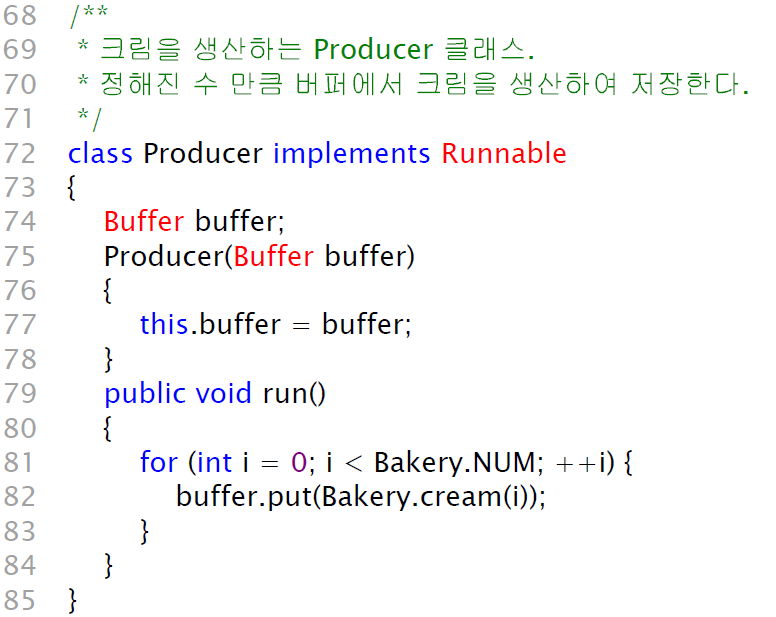 68 /**
69  * 크림을 생산하는 Producer 클래스.
70  * 정해진 수 만큼 버퍼에서 크림을 생산하여 저장한다.
71  */
72 class Producer implements Runnable
73 {
74     Buffer buffer;
75     Producer(Buffer buffer)
76     {
77         this.buffer = buffer;
78     }
79     public void run()
80     {
81         for (int i = 0; i < Bakery.NUM; ++i) {
82             buffer.put(Bakery.cream(i));
83         }
84     }
85 }